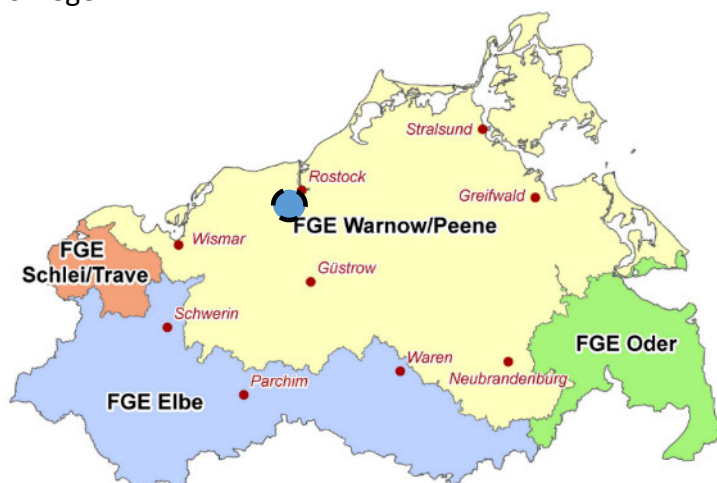 Stralsund
Rostock
Greifwald
FGE Warnow/Peene
Wismar
FGE
Schlei/Trave
Güstrow
Schwerin
FGE Oder
Waren
Neubrandenburg
Parchim
FGE Elbe